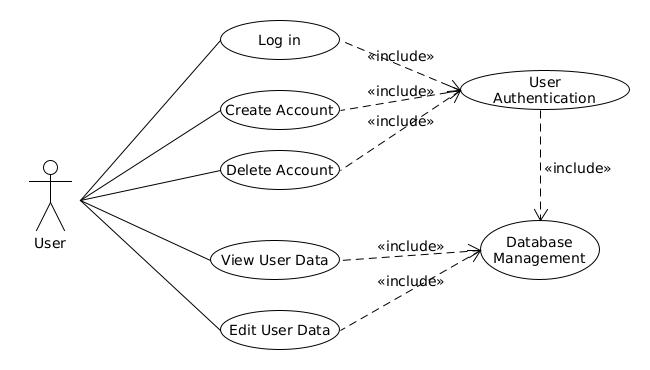 Log in
«include»
User
Authentication
Create Account
«include»
«include»
Delete Account
«include»
User
View User Data
«include»
Database
Management
«include»
Edit User Data